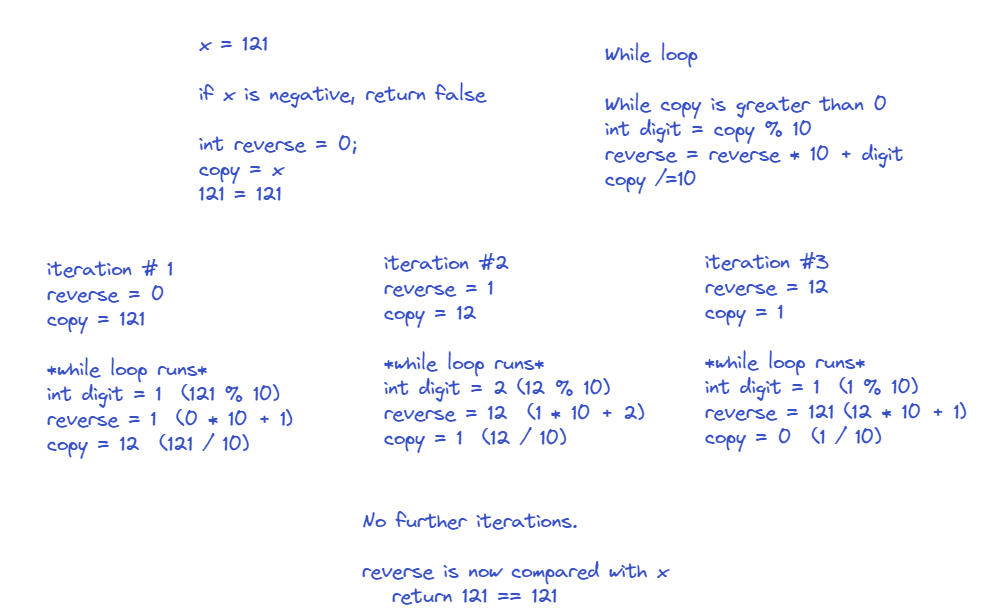 x = 121
if x is negative, return false
int reverse = 0;
copy = x
121 = 121
While loop
While copy is greater than 0
int digit = copy % 10
reverse = reverse * 10 + digit
copy /=10
iteration # 1
reverse = 0
copy = 121
*while loop runs*
int digit = 1 (121 % 10)
reverse = 1 (0 * 10 + 1)
copy = 12 (121 / 10)
iteration #2
reverse = 1
copy = 12
*while loop runs*
int digit = 2 (12 % 10)
reverse = 12 (1 * 10 + 2)
copy = 1 (12 / 10)
iteration #3
reverse = 12
copy = 1
*while loop runs*
int digit = 1 (1 % 10)
reverse = 121 (12 * 10 + 1)
copy = 0 (1 / 10)
No further iterations.
reverse is now compared with x
return 121 == 121